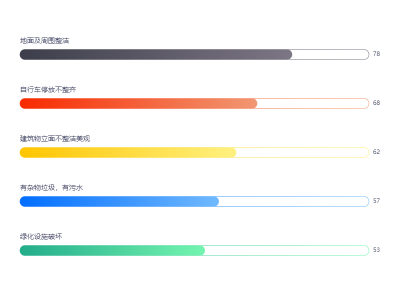 地面及周围整洁
78
自行车停放不整齐
68
建筑物立面不整洁美观
62
有杂物垃圾，有污水
57
绿化设施破坏
53